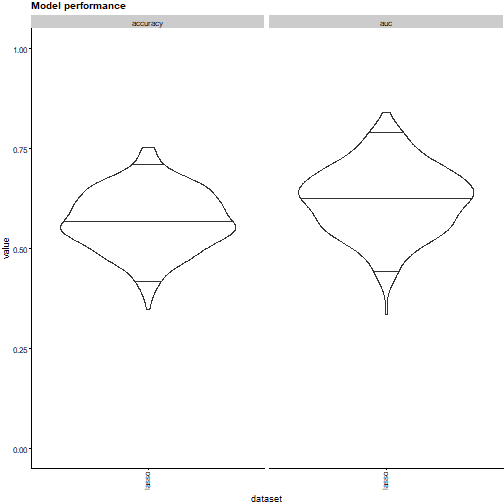 Model performance
accuracy
auc
1.00
0.75
0.50
0.25
0.00
value
lasso
lasso
dataset